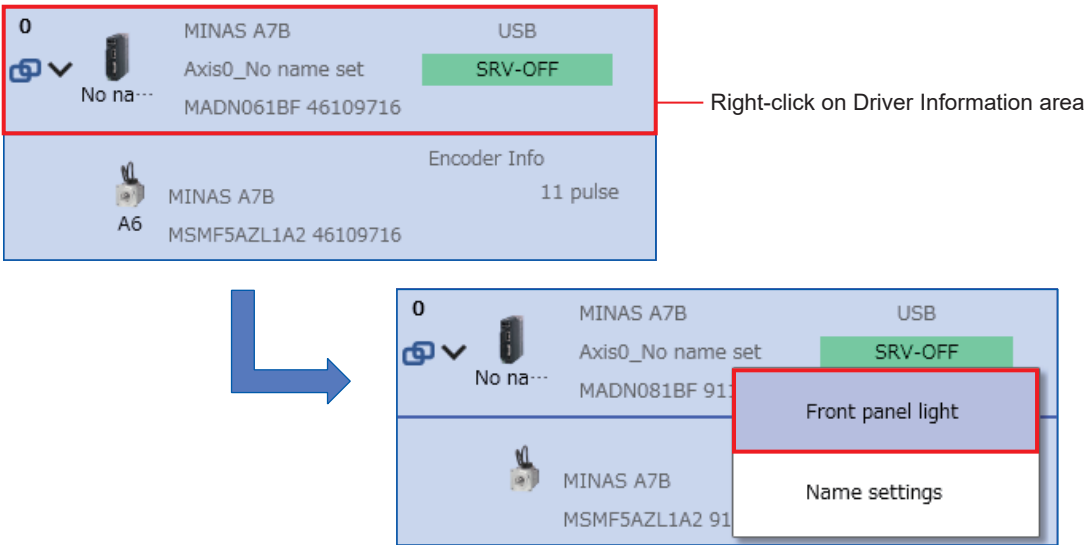 0
MINAS A7B USB
Axis0_No name set SRV-OFF
No na···
MADN061BF 46109716
Right-click on Driver Information area
Encoder Info
MINAS A7B 11 pulse
A6
MSMF5AZL1A2 46109716
0
MINAS A7B USB
Axis0_No name set SRV-OFF
No na···
MADN081BF 911
Front panel light
MINAS A7B
Name settings
MSMF5AZL1A2 91